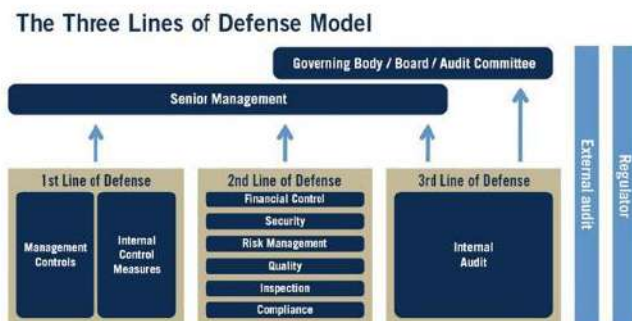 The Three Lines of Defense Model
Governing Body / Board / Audit Committee
Senior Management
1st Line of Defense
Management
Controls
Internal
Control
Measures
2nd Line of Defense
Financial Control
Security
Risk Management
Quality
Inspection
Compliance
3rd Line of Defense
Internal
Audit
External audit
Regulator